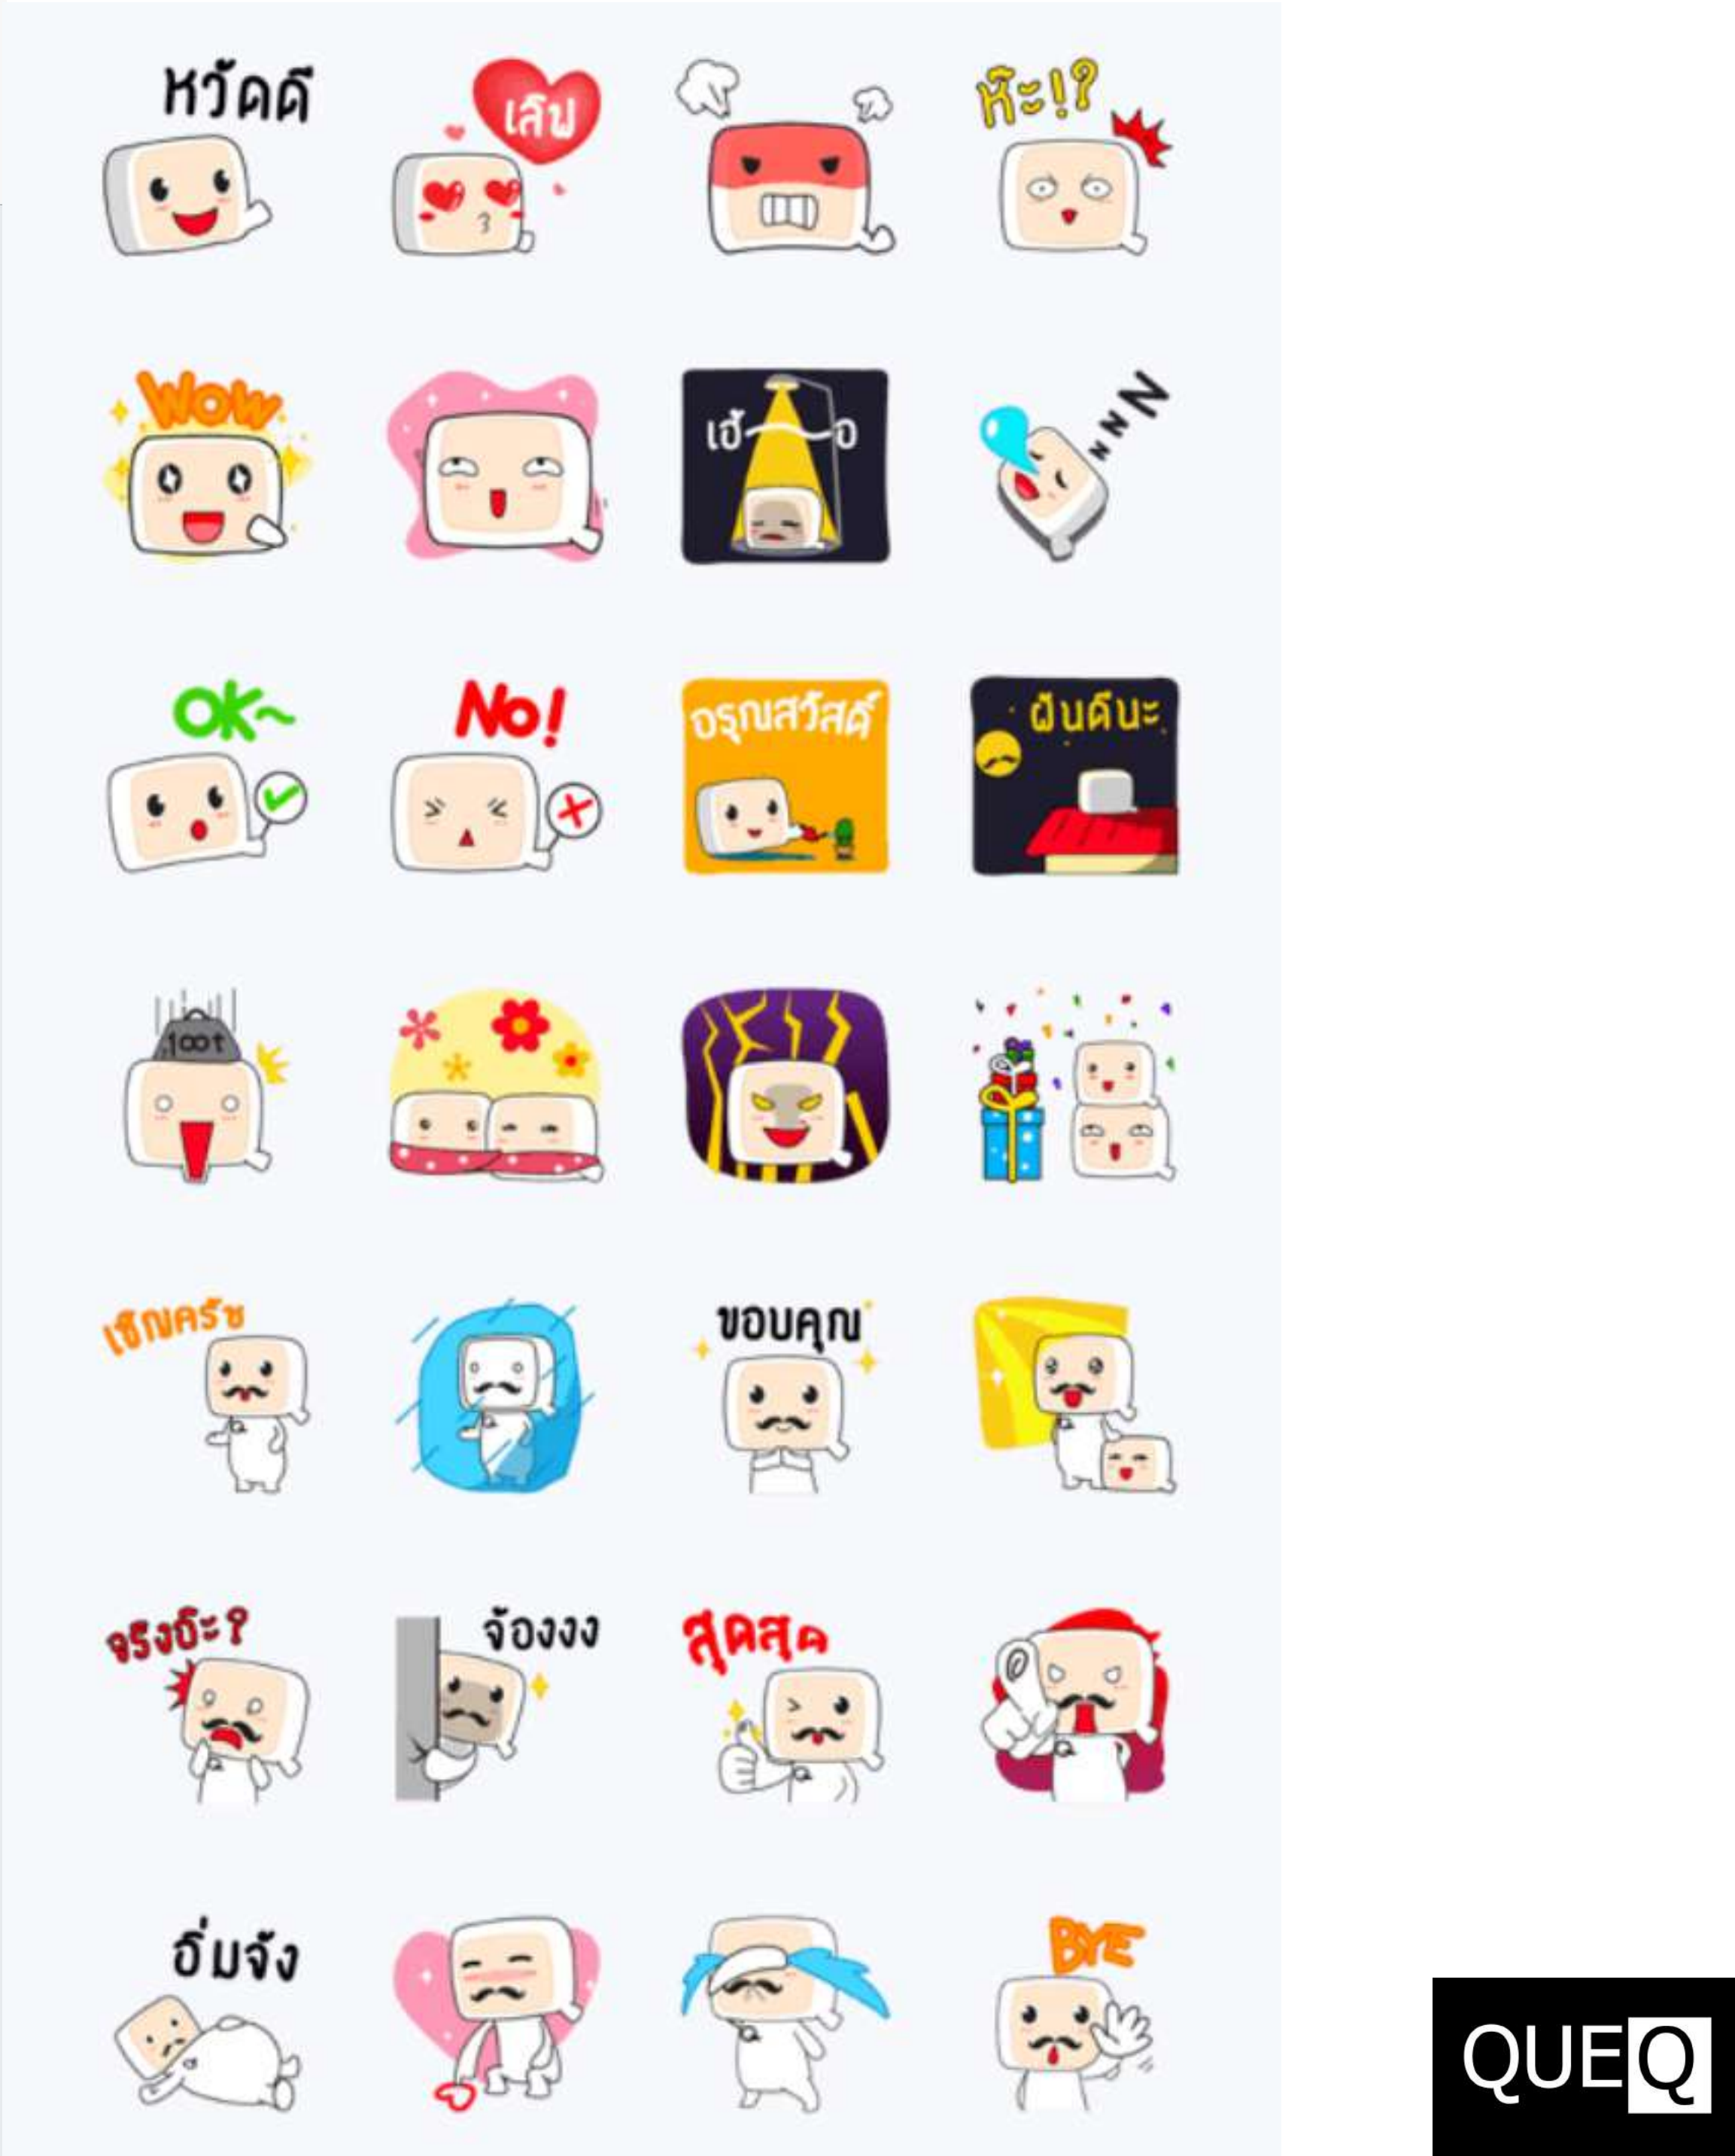 หวัดดี
เลิฟ
ห๊ะ!?
WOW
เฮ้~อ
zzZ
OK~
No!
อรุณสวัสดิ์
ฝันดีนะ
100t
เชิญครัช
ขอบคุณ
จริงอ๊ะ?
จ้องงง
สุดสุด
อิ่มจัง
BYE
QUEQ